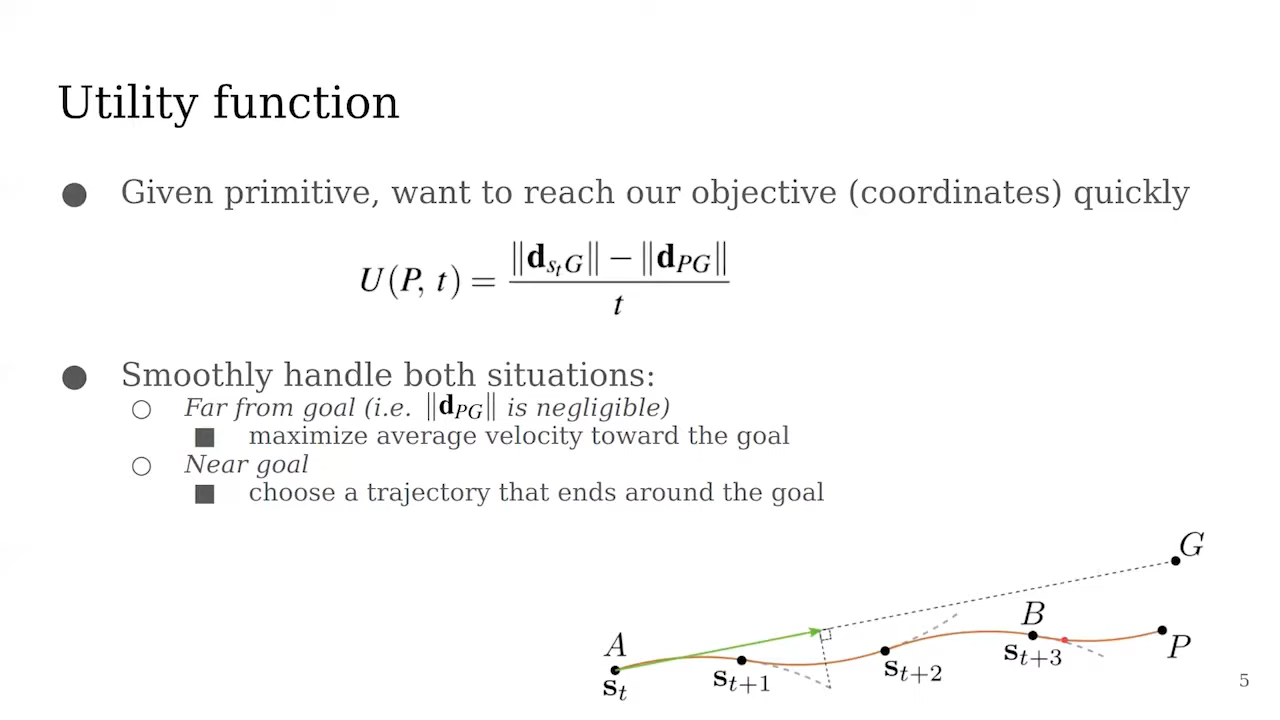 Utility function
● Given primitive, want to reach our objective (coordinates) quickly
U(P, t) = (‖d_{s_tG}‖ − ‖d_{PG}‖) / t
● Smoothly handle both situations:
○ Far from goal (i.e. ‖d_{PG}‖ is negligible)
■ maximize average velocity toward the goal
○ Near goal
■ choose a trajectory that ends around the goal
G
A
B
P
s_t
s_{t+1}
s_{t+2}
s_{t+3}
5